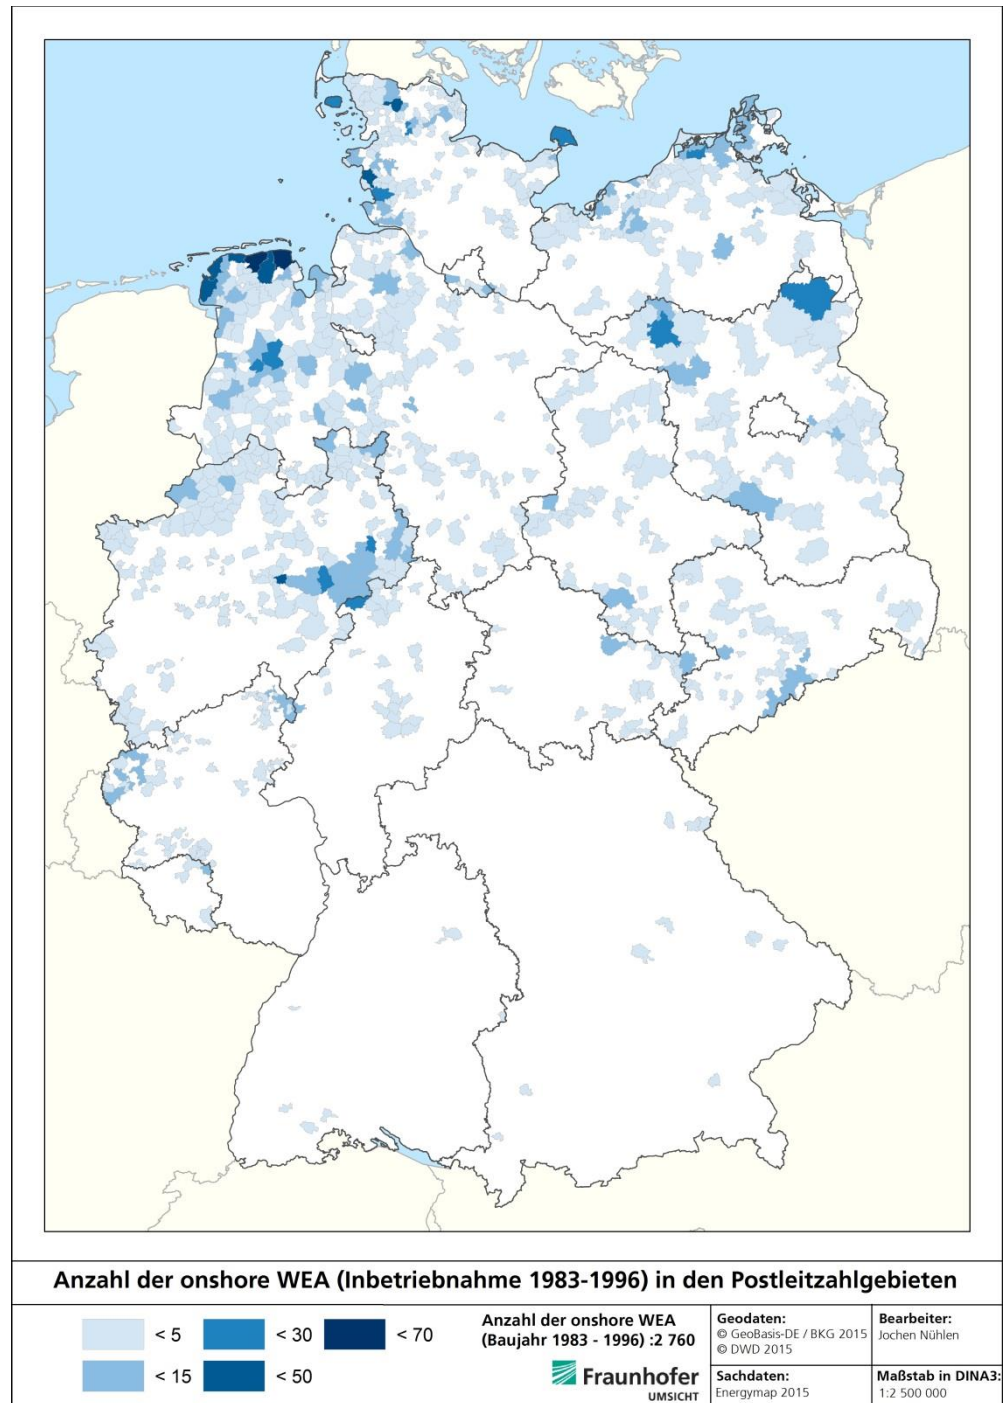 Anzahl der onshore WEA (Inbetriebnahme 1983-1996) in den Postleitzahlgebieten
< 5
< 30
< 70
< 15
< 50
Anzahl der onshore WEA
(Baujahr 1983 - 1996) :2 760
Fraunhofer
UMSICHT
Geodaten:
© GeoBasis-DE / BKG 2015
© DWD 2015
Bearbeiter:
Jochen Nühlen
Sachdaten:
Energymap 2015
Maßstab in DINA3:
1:2 500 000